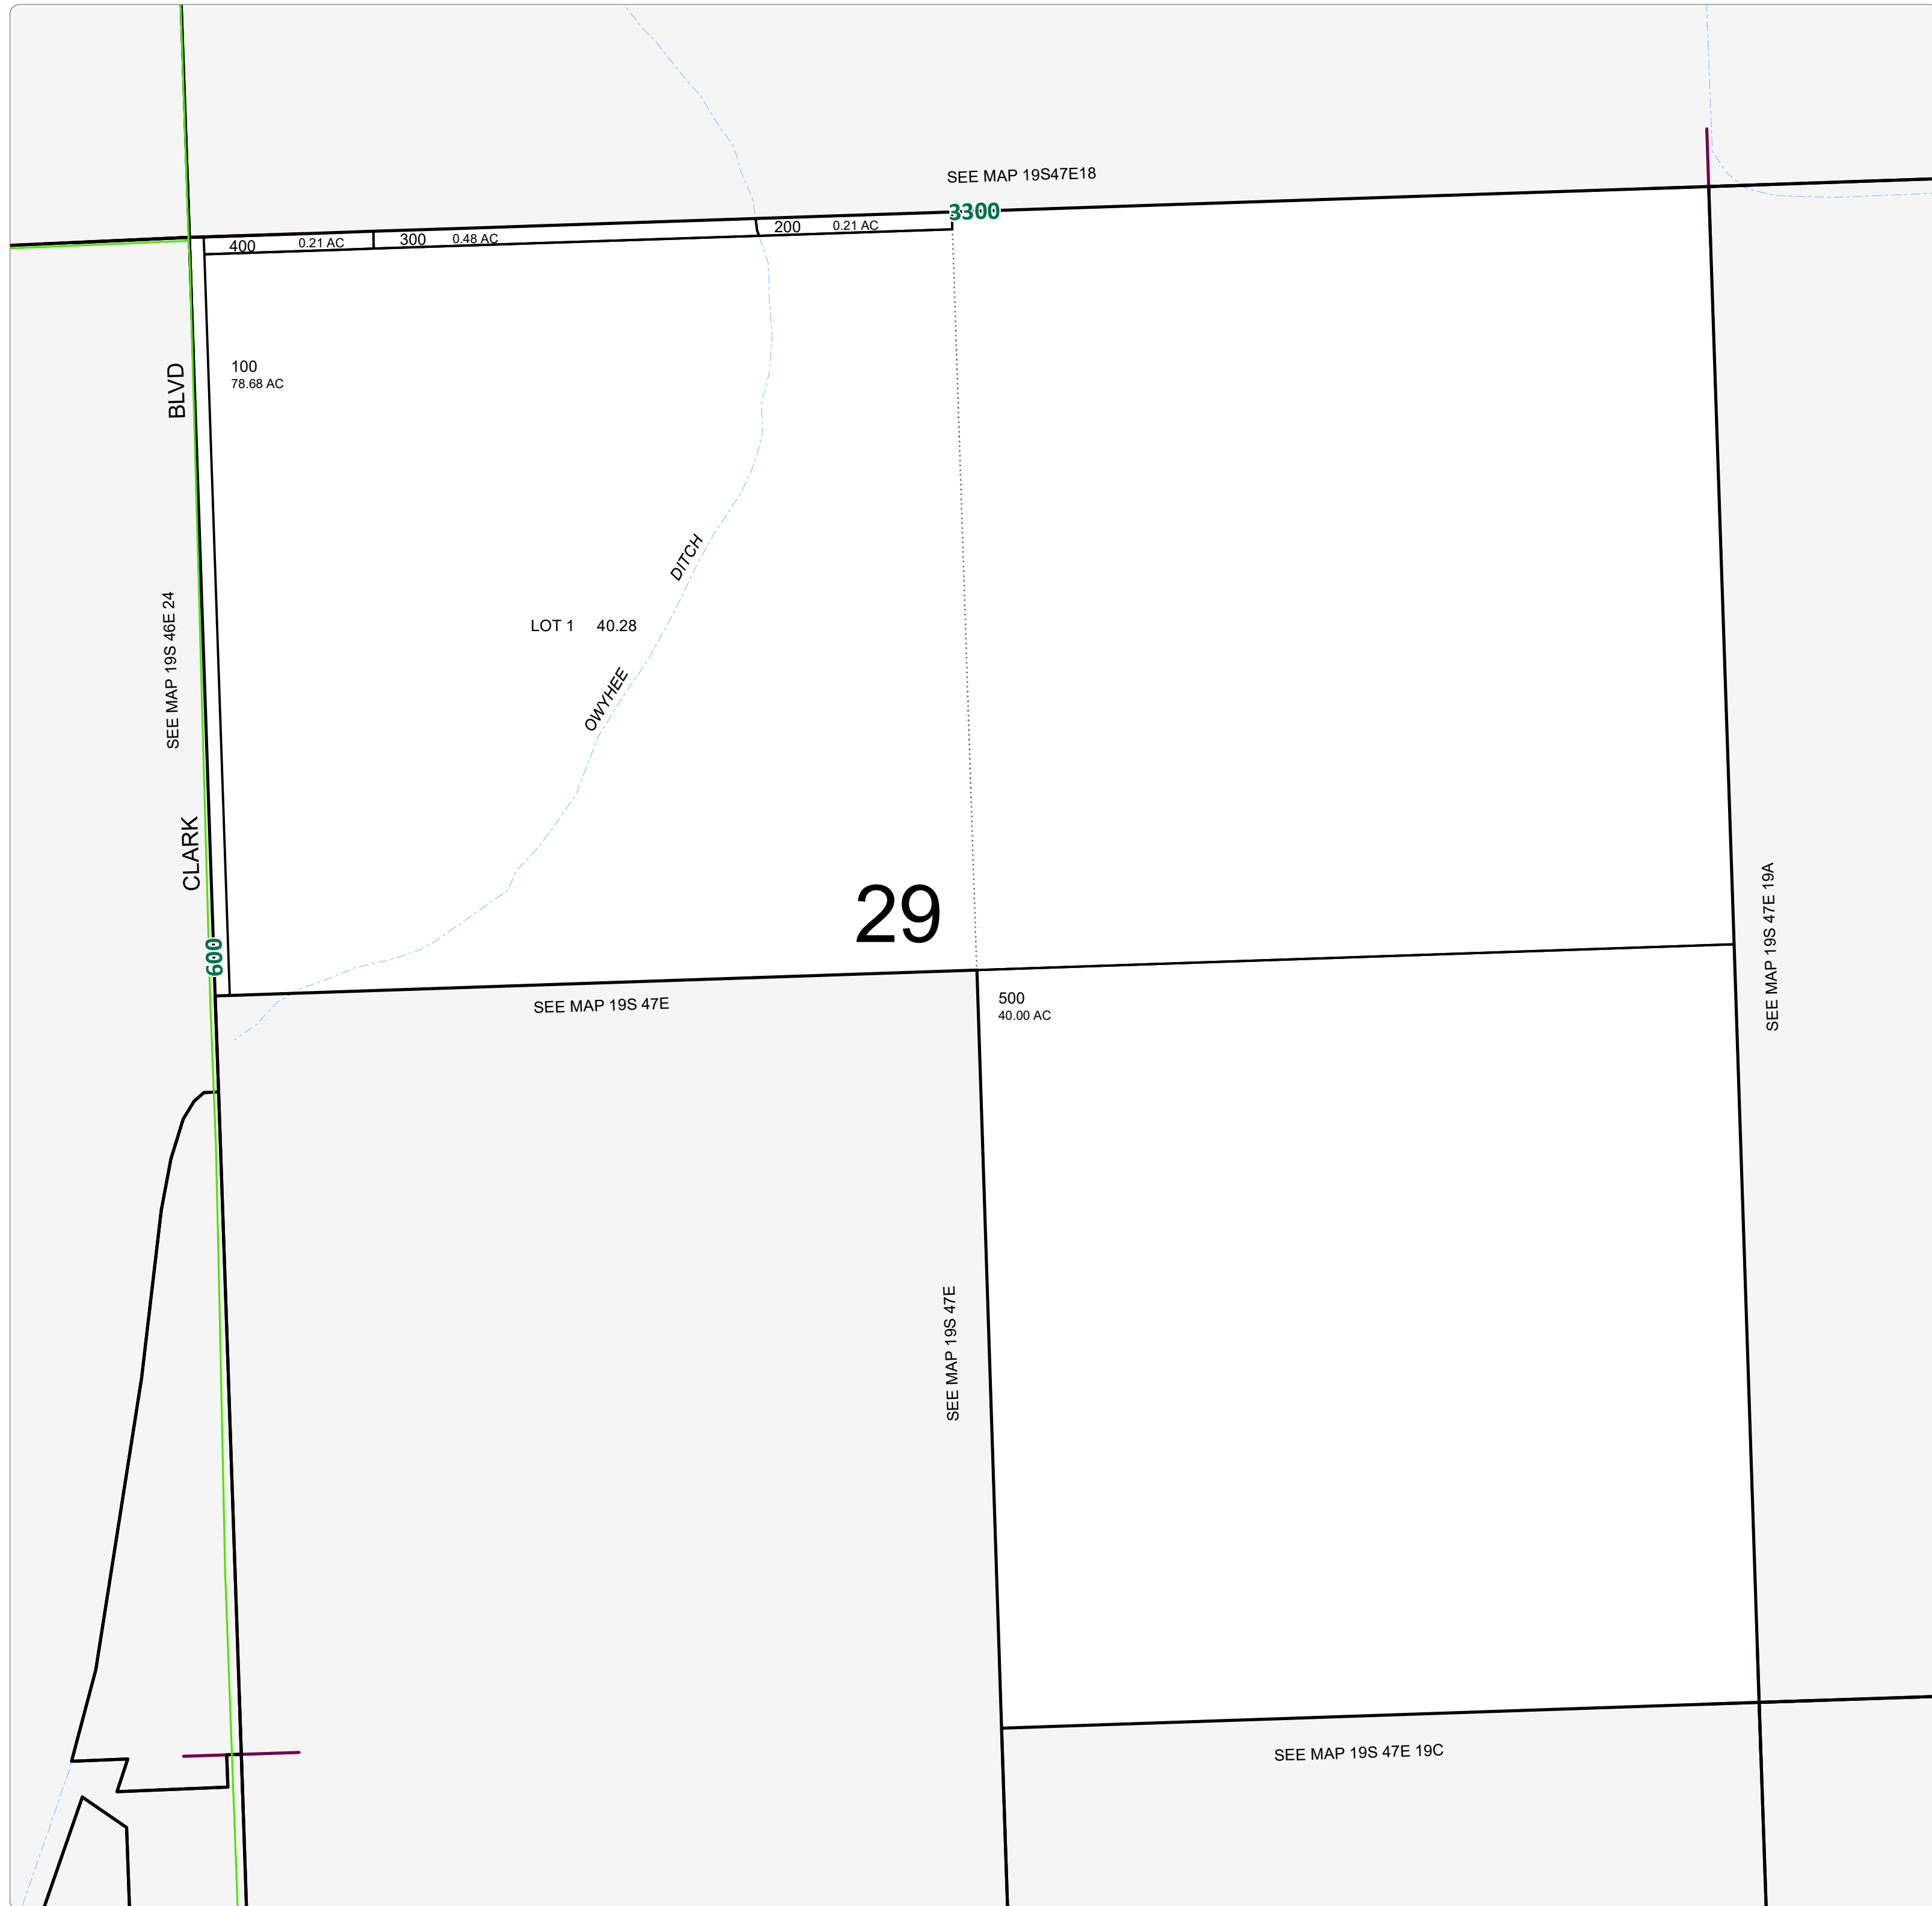 SEE MAP 19S47E18
3300
400
0.21 AC
300
0.48 AC
200
0.21 AC
100
78.68 AC
BLVD
DITCH
SEE MAP 19S 46E 24
LOT 1 40.28
OWYHEE
CLARK
29
600
SEE MAP 19S 47E 19A
SEE MAP 19S 47E
500
40.00 AC
SEE MAP 19S 47E
SEE MAP 19S 47E 19C